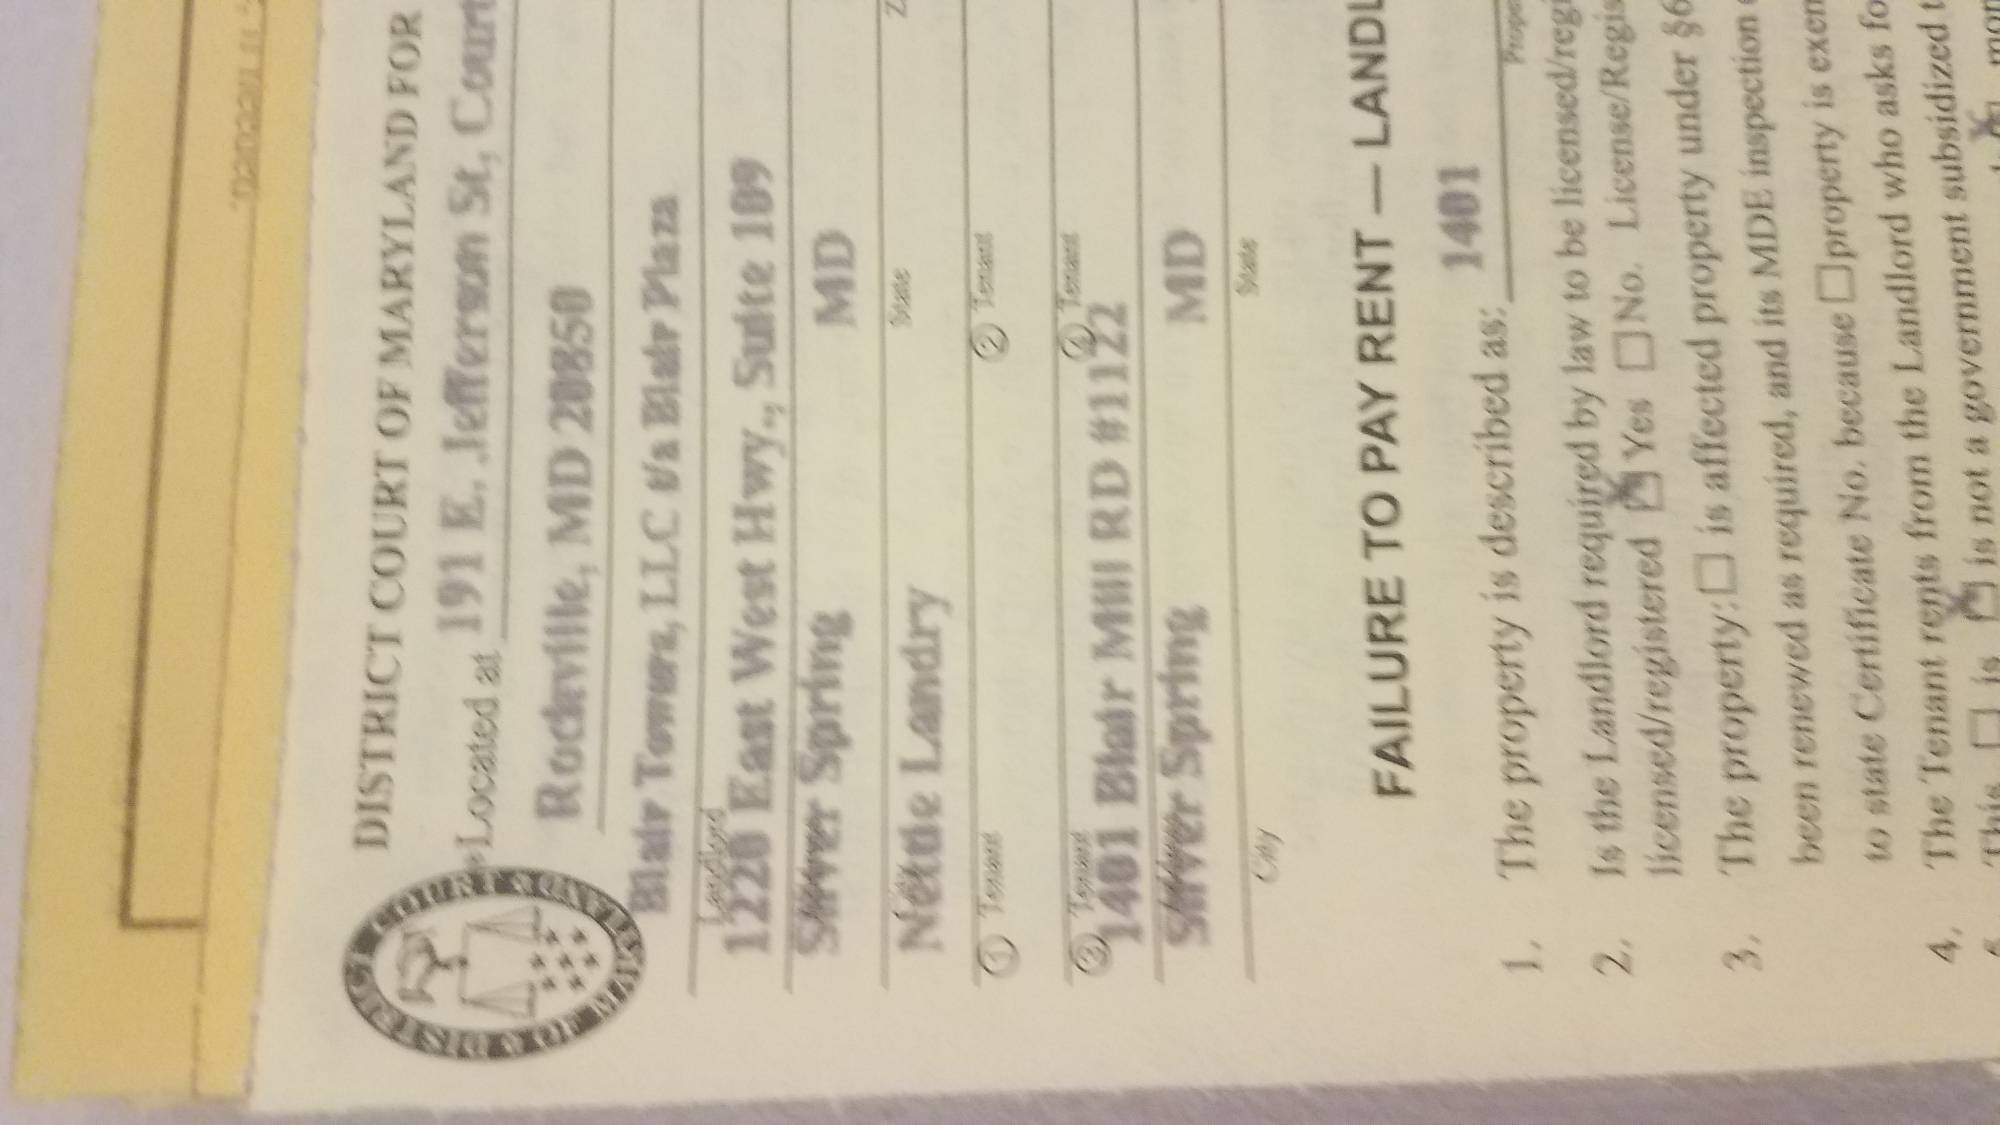 DISTRICT COURT OF MARYLAND FOR
Located at 191 E. Jefferson St, Court
Rockville, MD 20850
Blair Towers, LLC t/a Blair Plaza
Landlord
1220 East West Hwy., Suite 109
Silver Spring MD
State
Nettie Landry
① Tenant ② Tenant
③ Tenant ④ Tenant
1401 Blair Mill RD #1122
Silver Spring MD
City State
FAILURE TO PAY RENT — LANDL
1. The property is described as: 1401
2. Is the Landlord required by law to be licensed/regi
licensed/registered ☒ Yes ☐ No. License/Regis
3. The property: ☐ is affected property under §6
been renewed as required, and its MDE inspection
to state Certificate No. because ☐ property is exem
4. The Tenant rents from the Landlord who asks fo
This ☐ is ☒ is not a government subsidized t